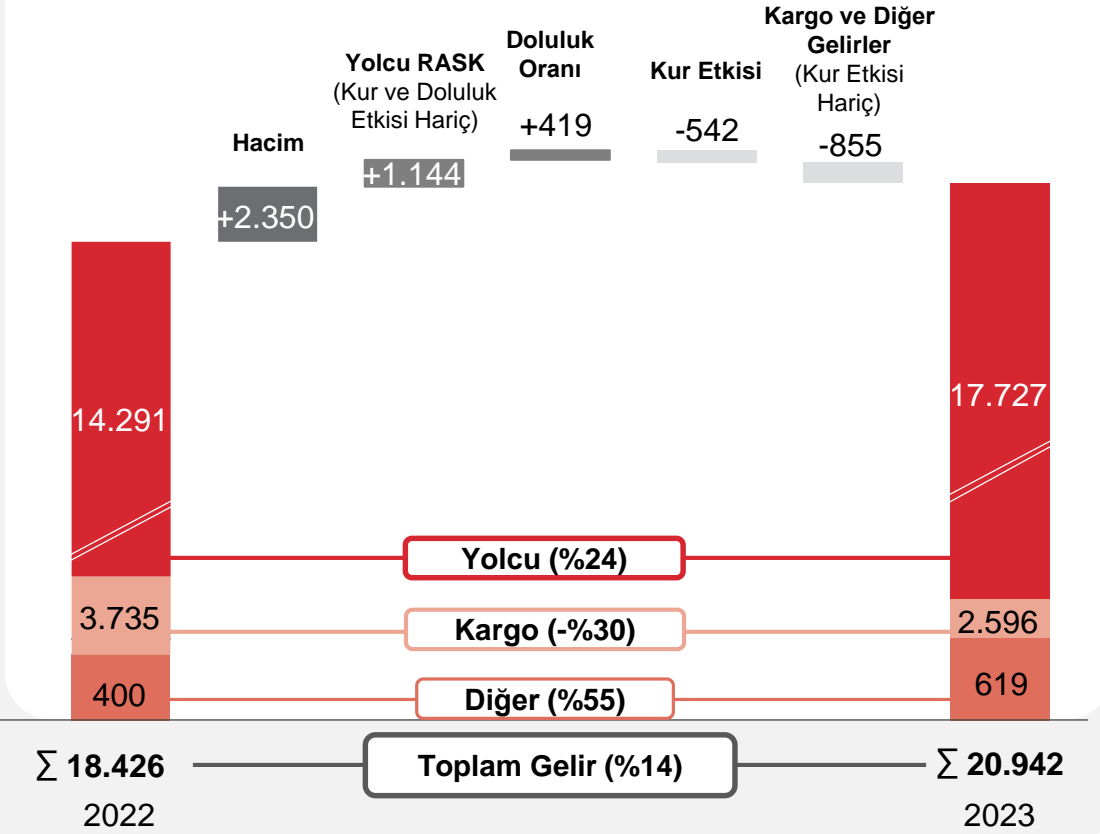 Hacim
+2.350
Yolcu RASK
(Kur ve Doluluk
Etkisi Hariç)
+1.144
Doluluk
Oranı
+419
Kur Etkisi
-542
Kargo ve Diğer
Gelirler
(Kur Etkisi
Hariç)
-855
14.291
17.727
Yolcu (%24)
3.735
Kargo (-%30)
2.596
400
Diğer (%55)
619
∑ 18.426
Toplam Gelir (%14)
∑ 20.942
2022
2023